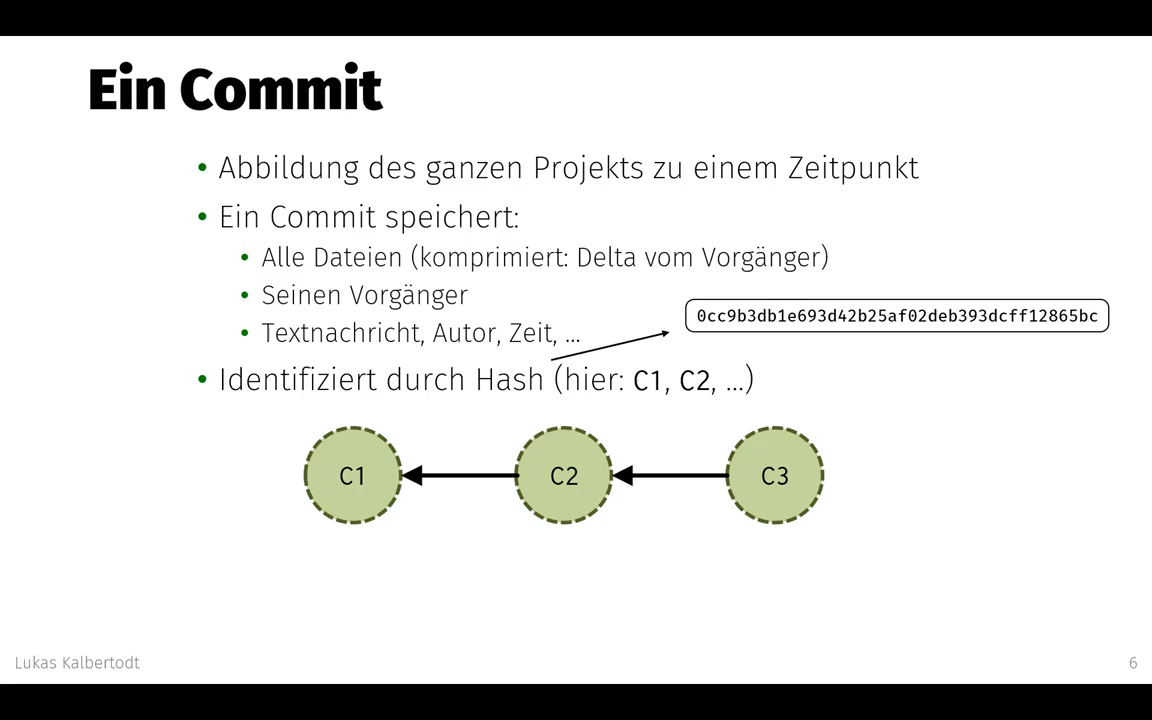 Ein Commit
• Abbildung des ganzen Projekts zu einem Zeitpunkt
• Ein Commit speichert:
• Alle Dateien (komprimiert: Delta vom Vorgänger)
• Seinen Vorgänger
0cc9b3db1e693d42b25af02deb393dcff12865bc
• Textnachricht, Autor, Zeit, ...
• Identifiziert durch Hash (hier: C1, C2, ...)
C1 C2 C3
Lukas Kalbertodt 6